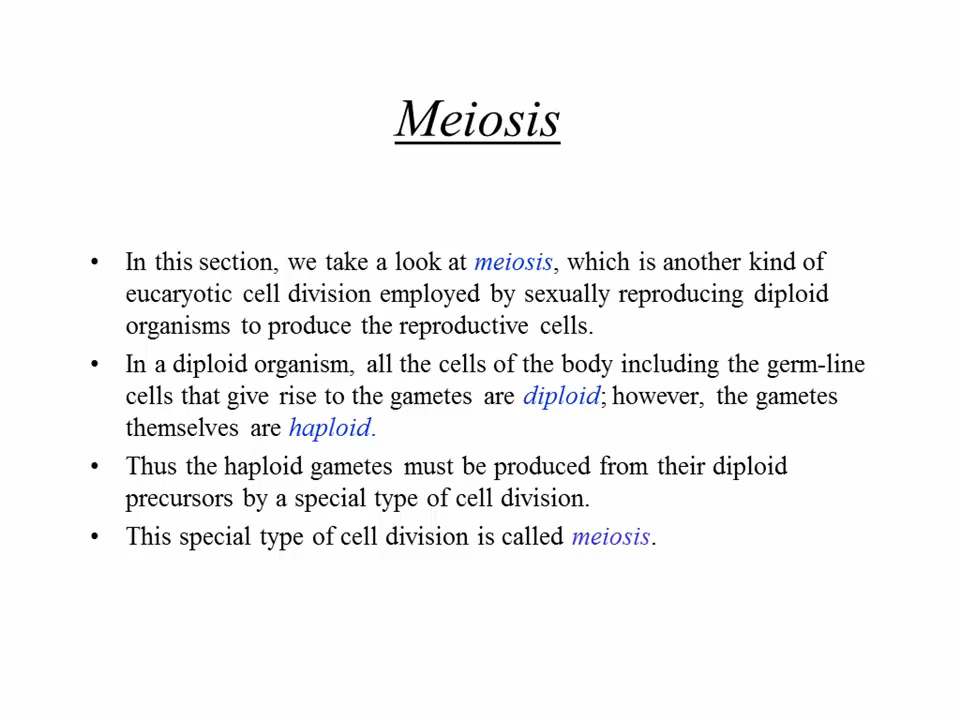 Meiosis
• In this section, we take a look at meiosis, which is another kind of
eucaryotic cell division employed by sexually reproducing diploid
organisms to produce the reproductive cells.
• In a diploid organism, all the cells of the body including the germ-line
cells that give rise to the gametes are diploid; however, the gametes
themselves are haploid.
• Thus the haploid gametes must be produced from their diploid
precursors by a special type of cell division.
• This special type of cell division is called meiosis.